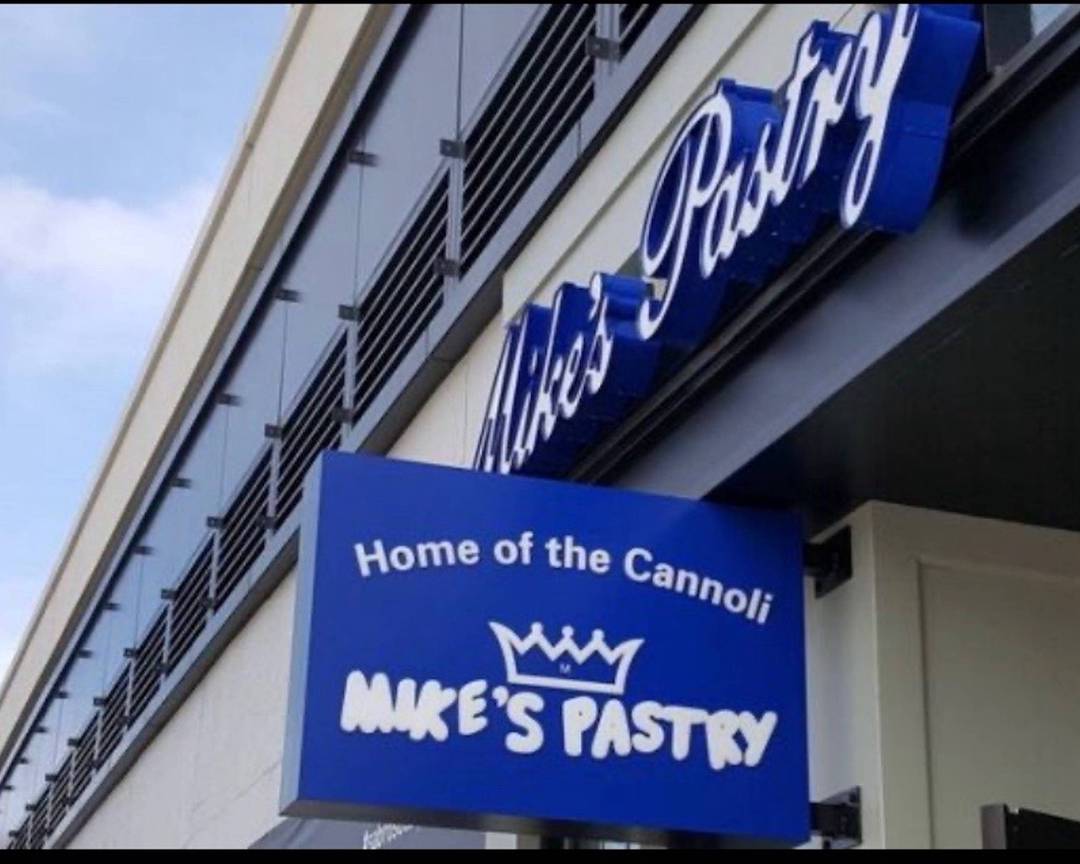 Mike's Pastry
Home of the Cannoli
M
MIKE'S PASTRY